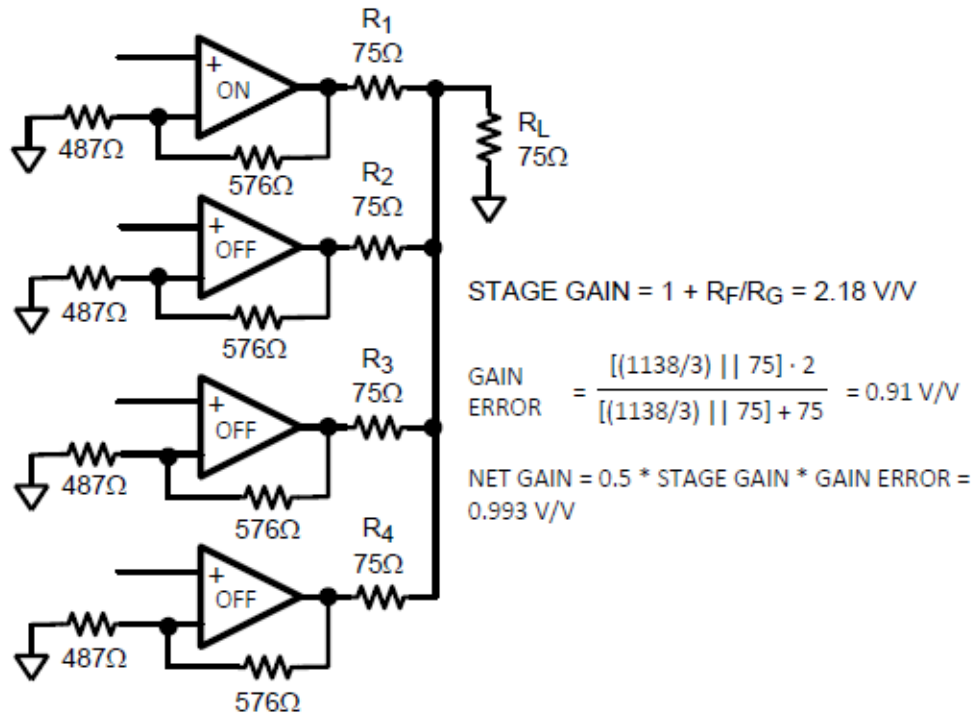 R1
75Ω
+
ON
487Ω
576Ω
RL
75Ω
R2
75Ω
+
OFF
487Ω
576Ω
STAGE GAIN = 1 + RF/RG = 2.18 V/V
R3
75Ω
+
OFF
487Ω
576Ω
GAIN ERROR = [(1138/3) || 75] · 2 / [(1138/3) || 75] + 75 = 0.91 V/V
NET GAIN = 0.5 * STAGE GAIN * GAIN ERROR =
0.993 V/V
R4
75Ω
+
OFF
487Ω
576Ω